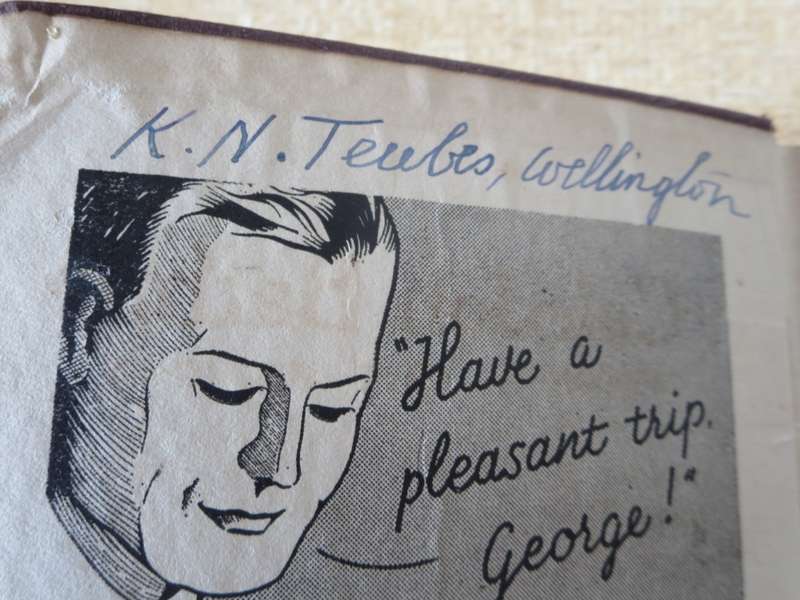 K. N. Teubes, Wellington
"Have a
pleasant trip.
George!"